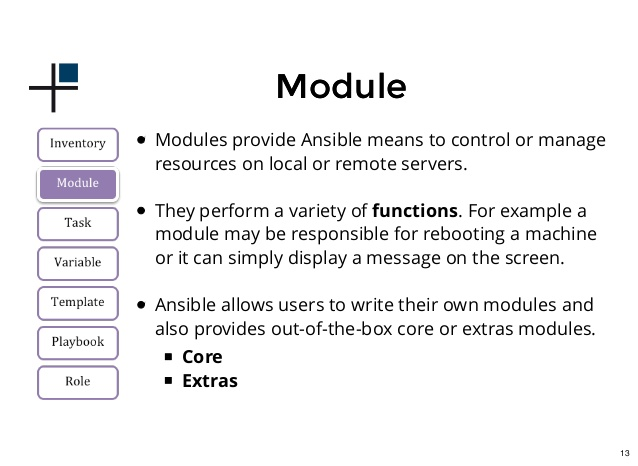 Module
Inventory
Module
Task
Variable
Template
Playbook
Role
• Modules provide Ansible means to control or manage
resources on local or remote servers.
• They perform a variety of functions. For example a
module may be responsible for rebooting a machine
or it can simply display a message on the screen.
• Ansible allows users to write their own modules and
also provides out-of-the-box core or extras modules.
▪ Core
▪ Extras
13